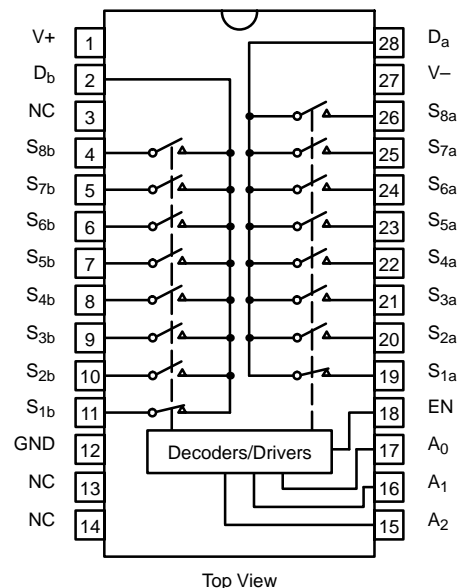 V+ 1 28 Da
Db 2 27 V–
NC 3 26 S8a
S8b 4 25 S7a
S7b 5 24 S6a
S6b 6 23 S5a
S5b 7 22 S4a
S4b 8 21 S3a
S3b 9 20 S2a
S2b 10 19 S1a
S1b 11 18 EN
GND 12 Decoders/Drivers 17 A0
NC 13 16 A1
NC 14 15 A2
Top View